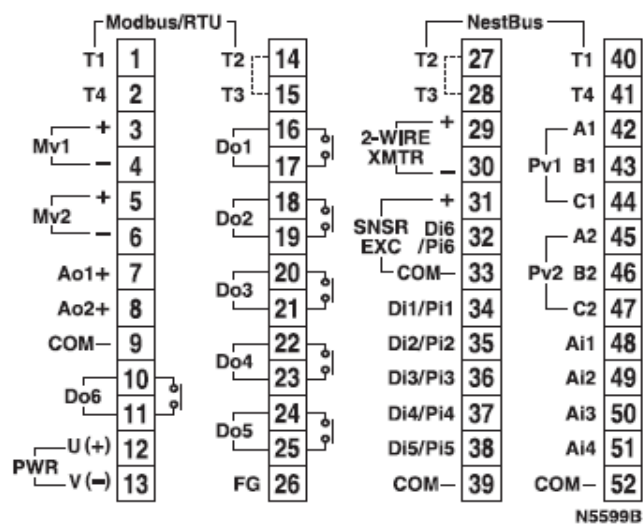 Modbus/RTU NestBus
T1 1 T2 14 T2 27 T1 40
T4 2 T3 15 T3 28 T4 41
Mv1 + 3 Do1 16 2-WIRE XMTR + 29 Pv1 A1 42
− 4 17 − 30 B1 43
Mv2 + 5 Do2 18 SNSR EXC + 31 C1 44
− 6 19 Di6 /Pi6 32 Pv2 A2 45
Ao1+ 7 Do3 20 COM− 33 B2 46
Ao2+ 8 21 Di1/Pi1 34 C2 47
COM− 9 Do4 22 Di2/Pi2 35 Ai1 48
Do6 10 23 Di3/Pi3 36 Ai2 49
11 Do5 24 Di4/Pi4 37 Ai3 50
PWR U(+) 12 25 Di5/Pi5 38 Ai4 51
V(−) 13 FG 26 COM− 39 COM− 52
N5599B